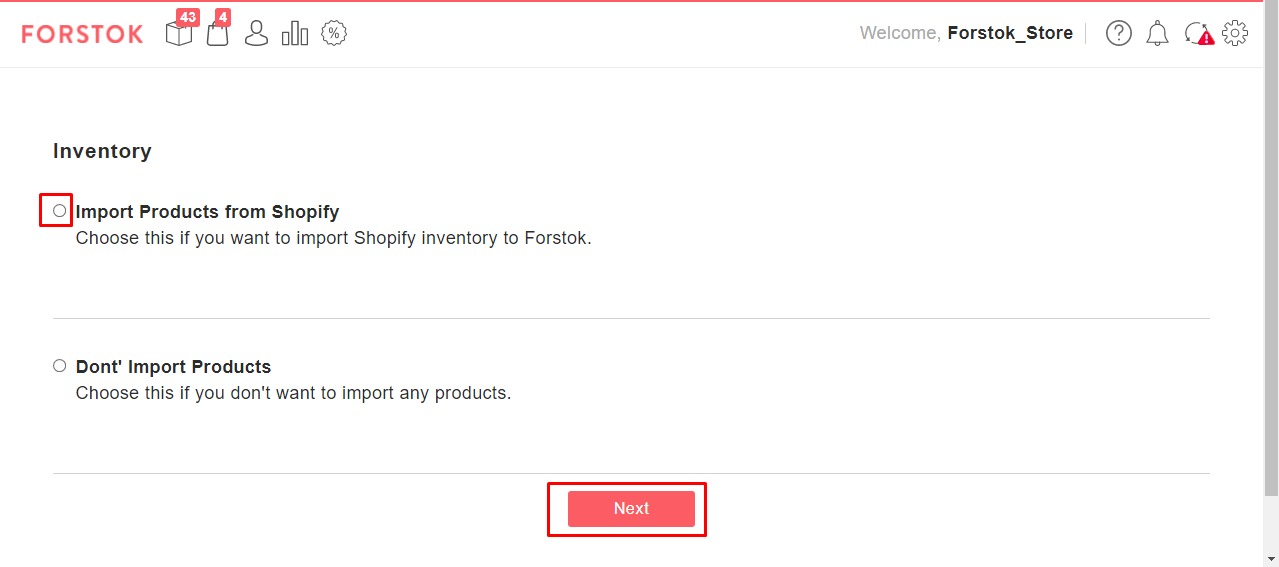 43 4
FORSTOK % Welcome, Forstok_Store ? !
Inventory
Import Products from Shopify
Choose this if you want to import Shopify inventory to Forstok.
Dont' Import Products
Choose this if you don't want to import any products.
Next